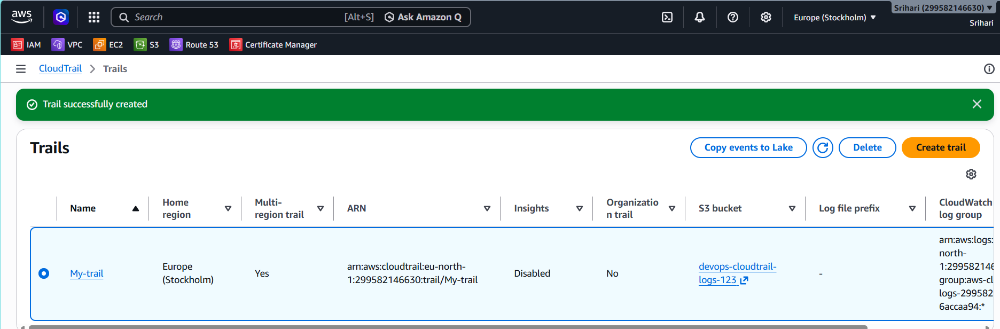 aws
Search [Alt+S] Ask Amazon Q
Europe (Stockholm) ▼
Srihari (299582146630) ▼
Srihari
IAM VPC EC2 S3 Route 53 Certificate Manager
CloudTrail > Trails
Trail successfully created
Trails
Copy events to Lake Delete Create trail
Name
Home
region
Multi-
region trail
ARN
Insights
Organizatio
n trail
S3 bucket
Log file prefix
CloudWatch
log group
My-trail
Europe
(Stockholm)
Yes
arn:aws:cloudtrail:eu-north-
1:299582146630:trail/My-trail
Disabled
No
devops-cloudtrail-
logs-123
-
arn:aws:logs:
north-
1:29958214
group:aws-cl
logs-299582
6accaa94:*